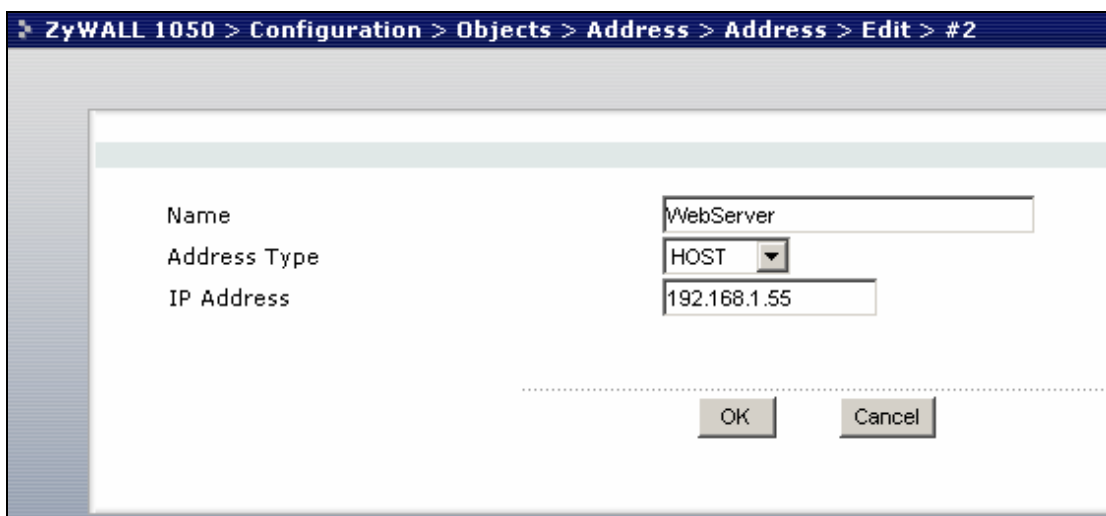 ZyWALL 1050 > Configuration > Objects > Address > Address > Edit > #2
Name WebServer
Address Type HOST
IP Address 192.168.1.55
OK Cancel